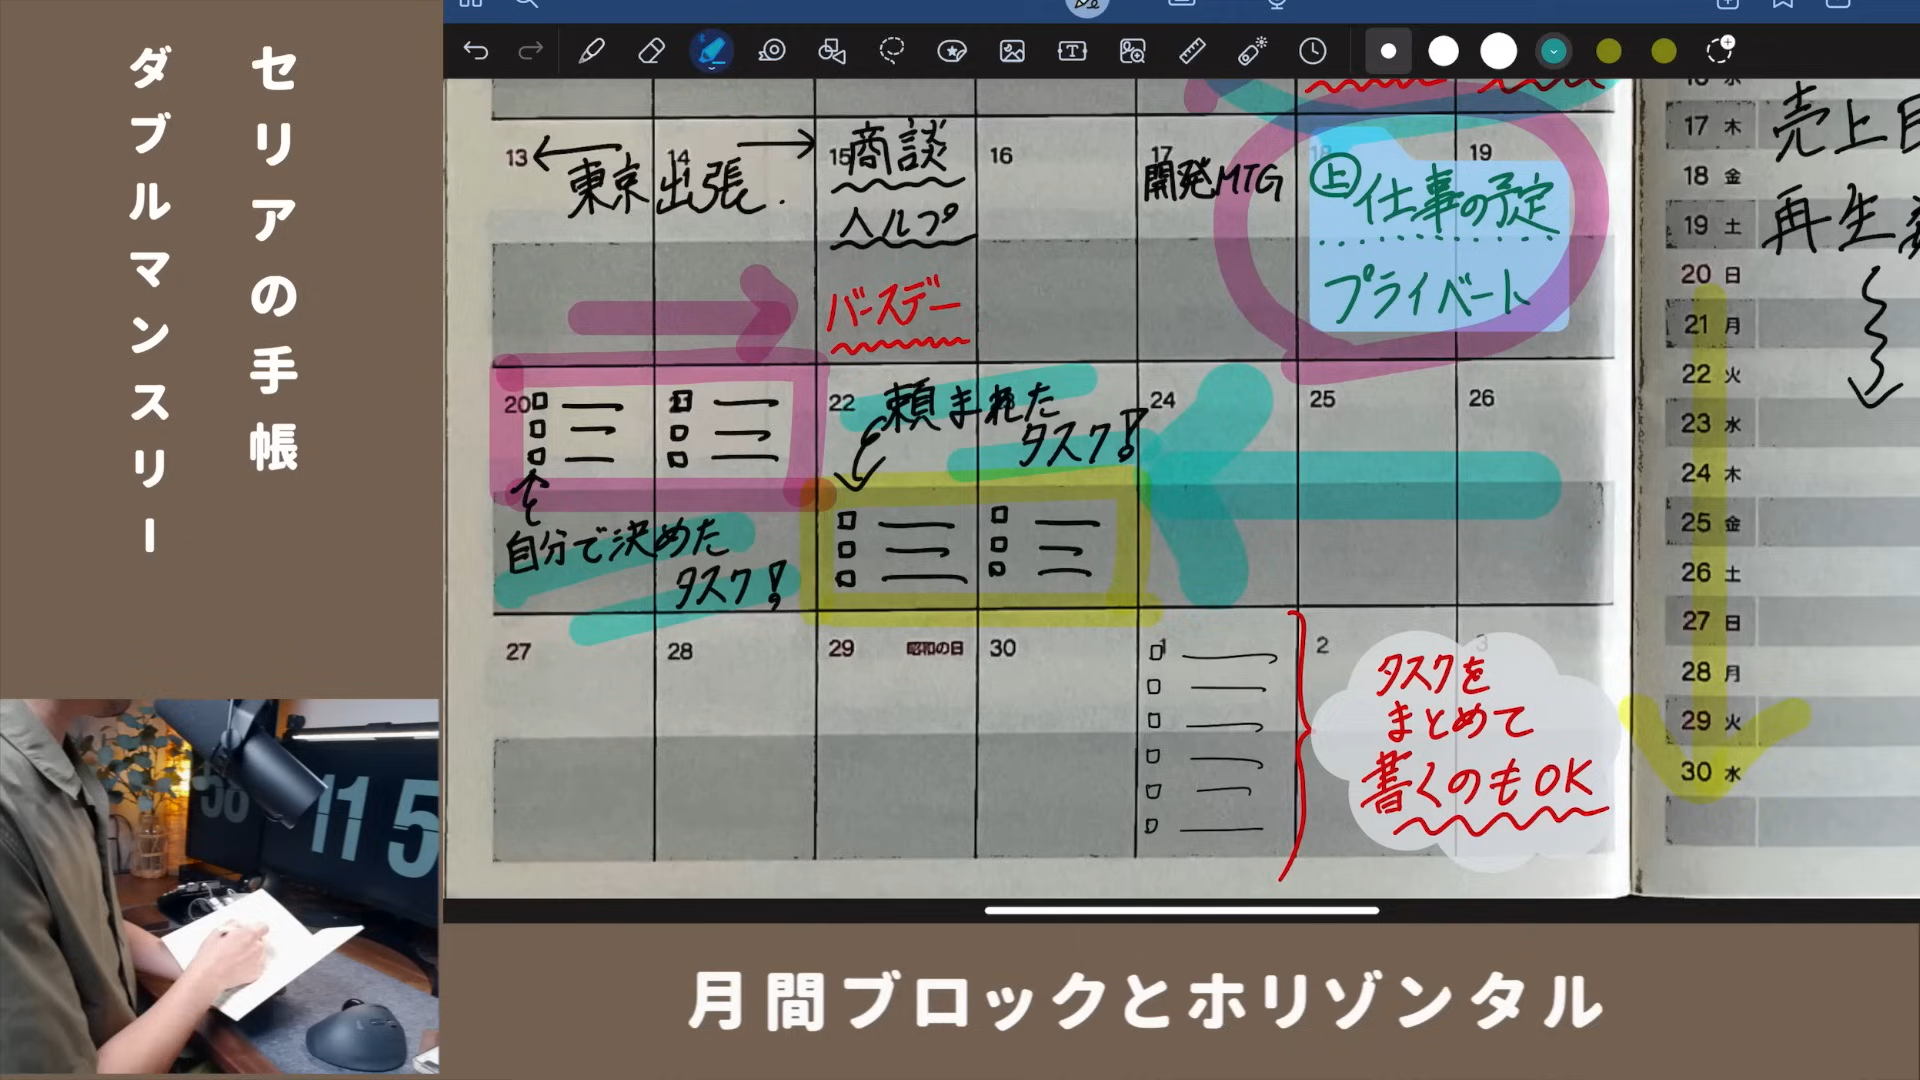 セリアの手帳
ダブルマンスリー
13
14
15
16
17
18
19
東京出張.
商談
ヘルプ
バースデー
開発MTG
上 仕事の予定
プライベート
20
22
24
25
26
頼まれた
タスク!
自分で決めた
タスク!
27
28
29 昭和の日
30
1
2
3
タスクを
まとめて
書くのもOK
17 木
18 金
19 土
20 日
21 月
22 火
23 水
24 木
25 金
26 土
27 日
28 月
29 火
30 水
売上目
再生
11 5
月間ブロックとホリゾンタル